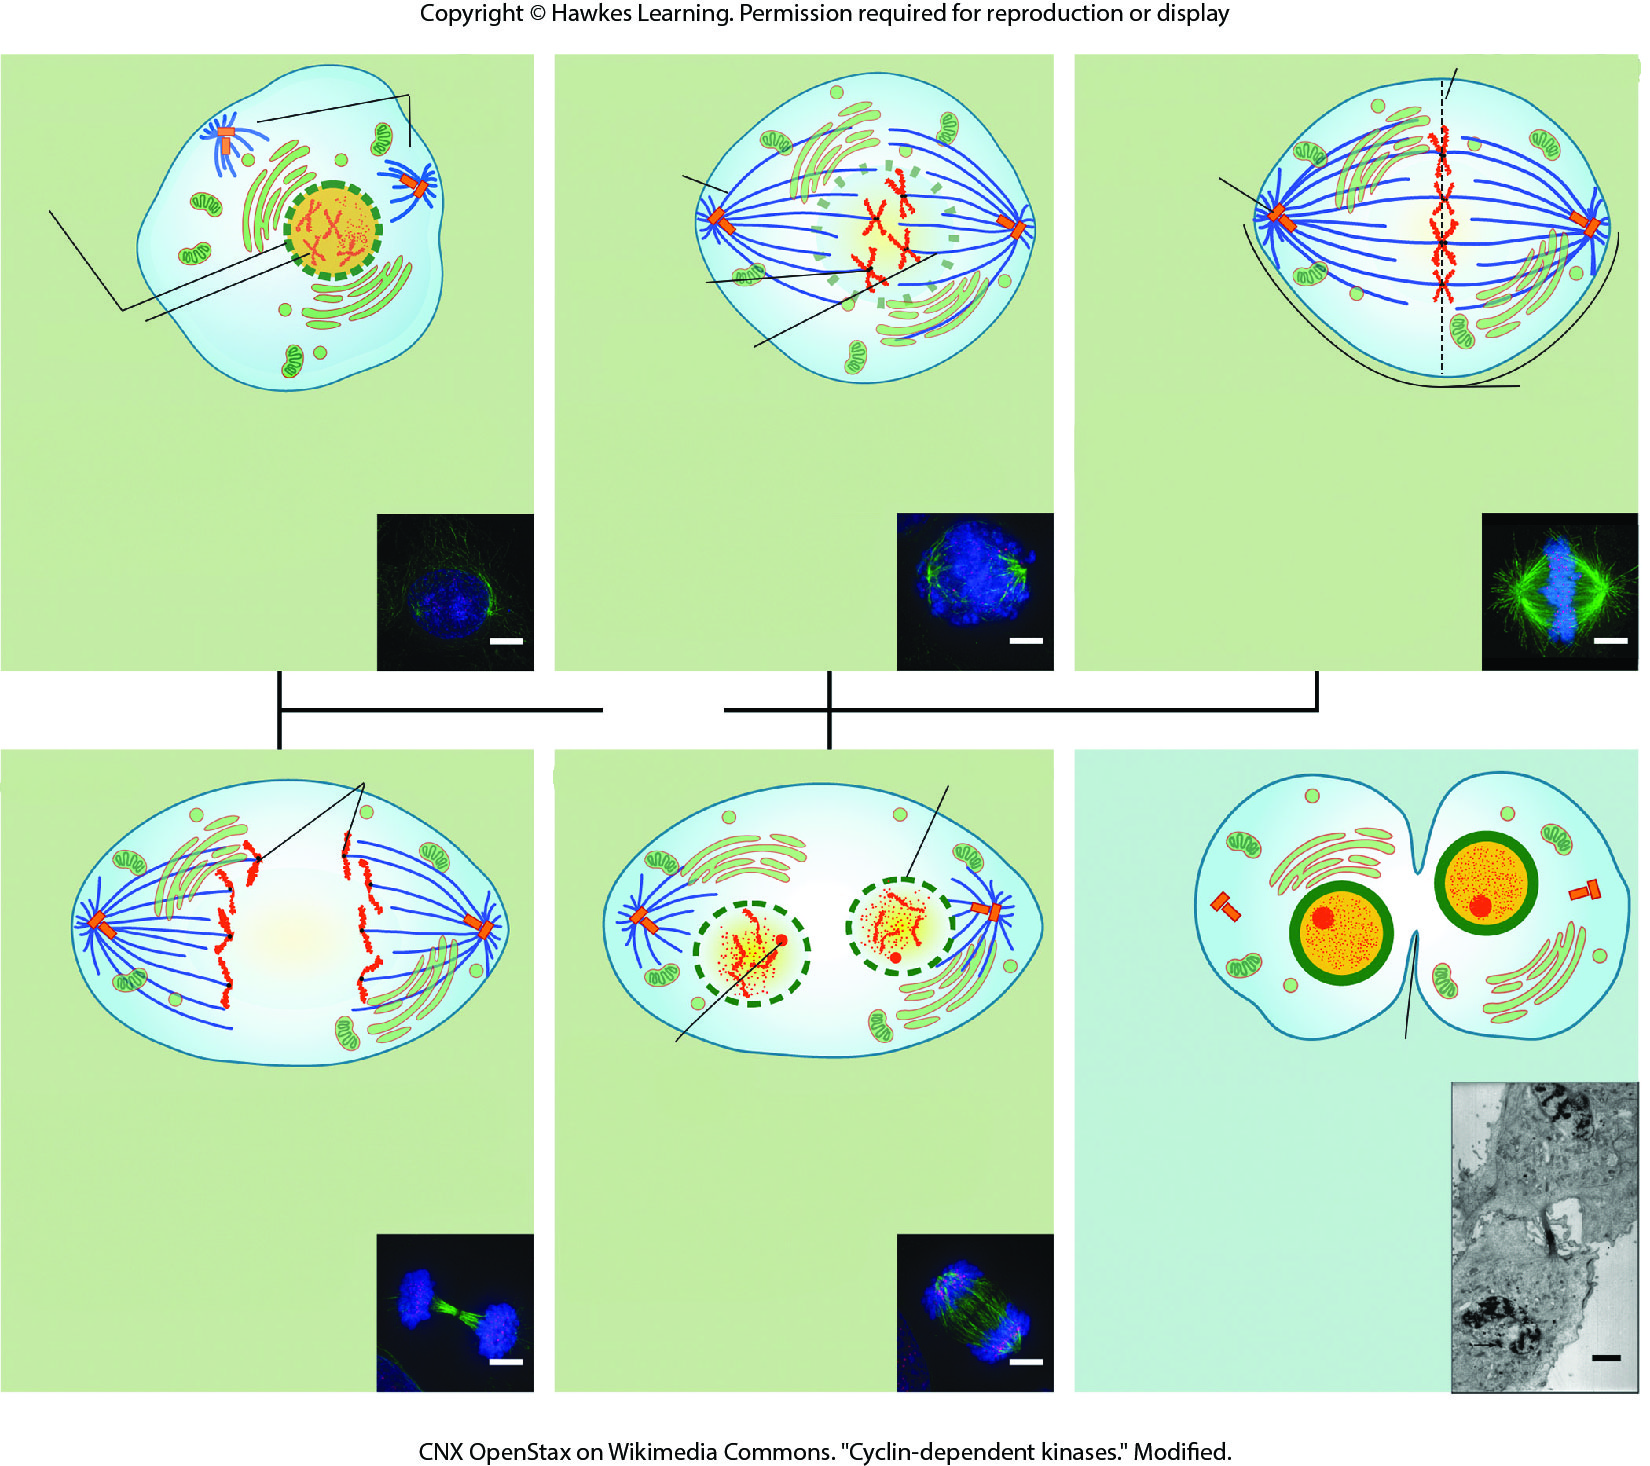 Copyright © Hawkes Learning. Permission required for reproduction or display
CNX OpenStax on Wikimedia Commons. "Cyclin-dependent kinases." Modified.